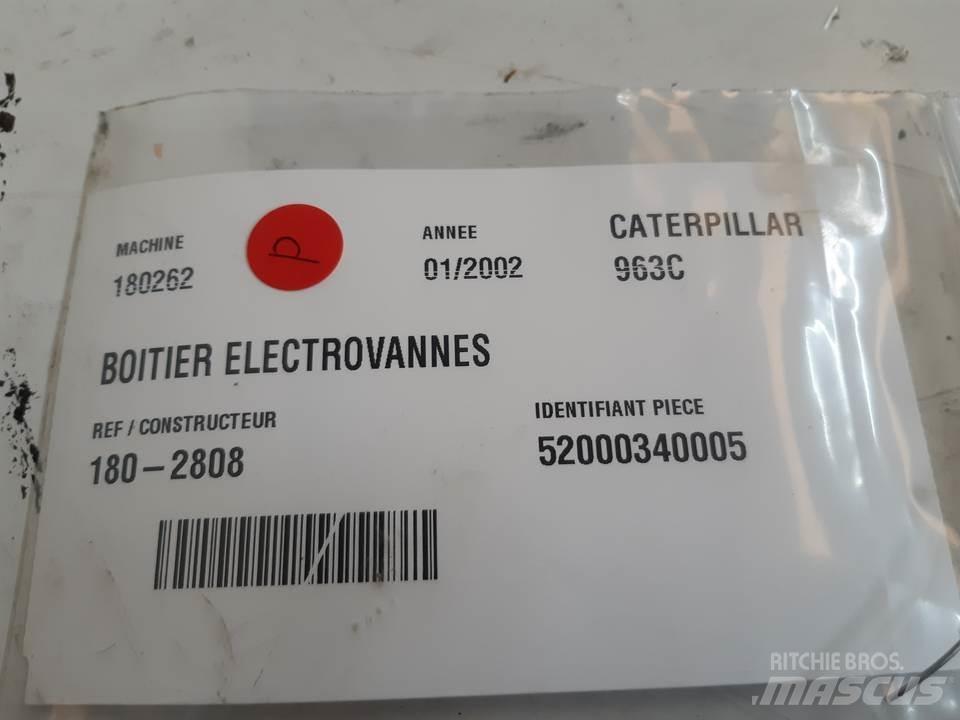 MACHINE
180262
P
ANNEE
01/2002
CATERPILLAR
963C
BOITIER ELECTROVANNES
REF / CONSTRUCTEUR
180-2808
IDENTIFIANT PIECE
52000340005
RITCHIE BROS.
MASCUS